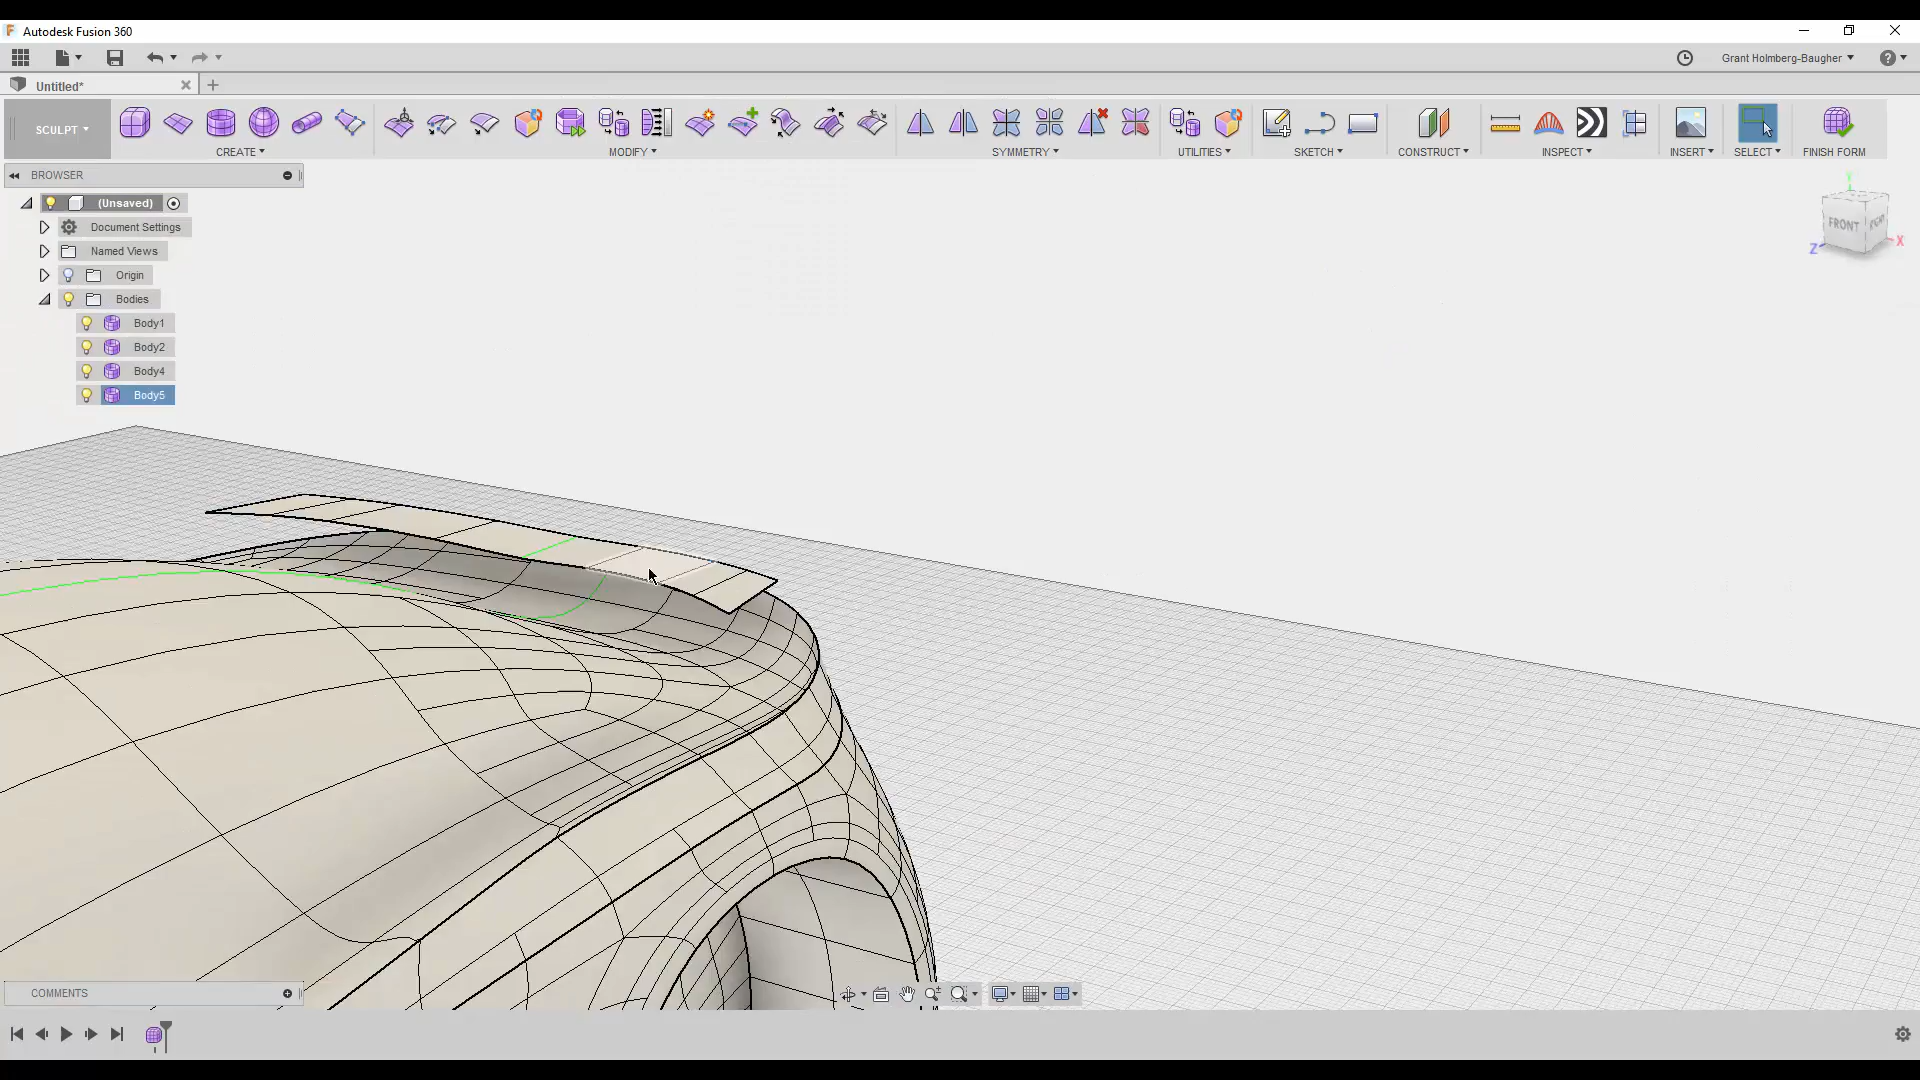 Autodesk Fusion 360
Grant Holmberg-Baugher
Untitled*
SCULPT
CREATE
MODIFY
SYMMETRY
UTILITIES
SKETCH
CONSTRUCT
INSPECT
INSERT
SELECT
FINISH FORM
BROWSER
(Unsaved)
Document Settings
Named Views
Origin
Bodies
Body1
Body2
Body4
Body5
Y
FRONT
RIGHT
Z
X
COMMENTS